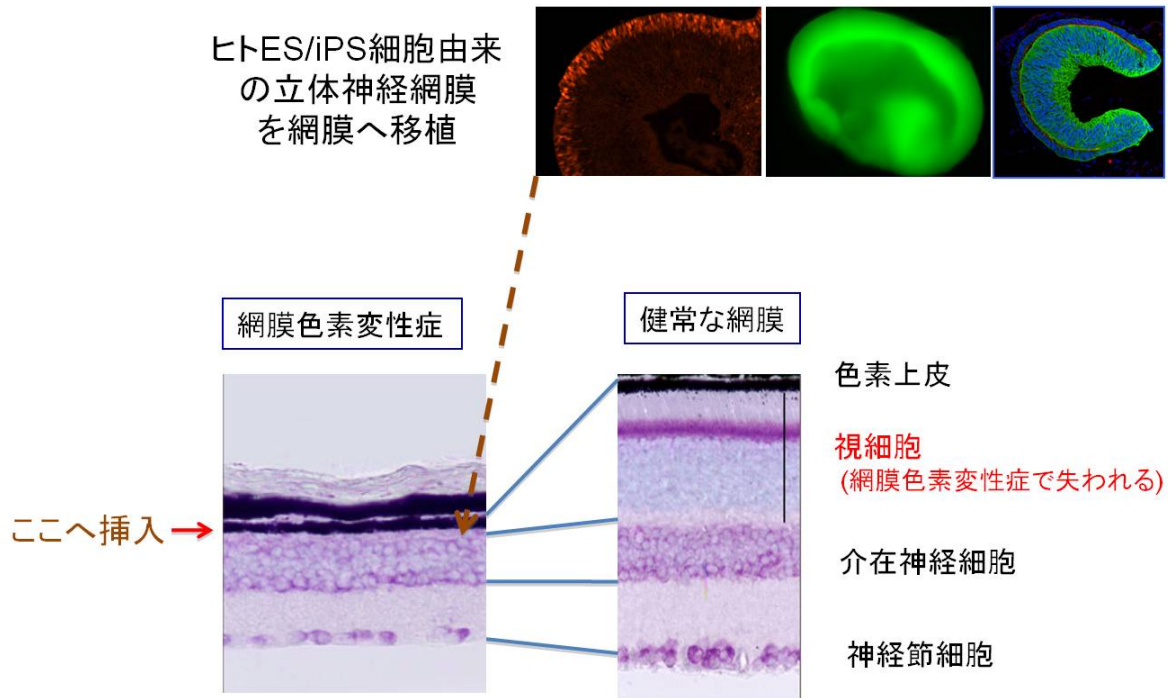 ヒトES/iPS細胞由来
の立体神経網膜
を網膜へ移植
網膜色素変性症
健常な網膜
色素上皮
視細胞
(網膜色素変性症で失われる)
ここへ挿入
介在神経細胞
神経節細胞